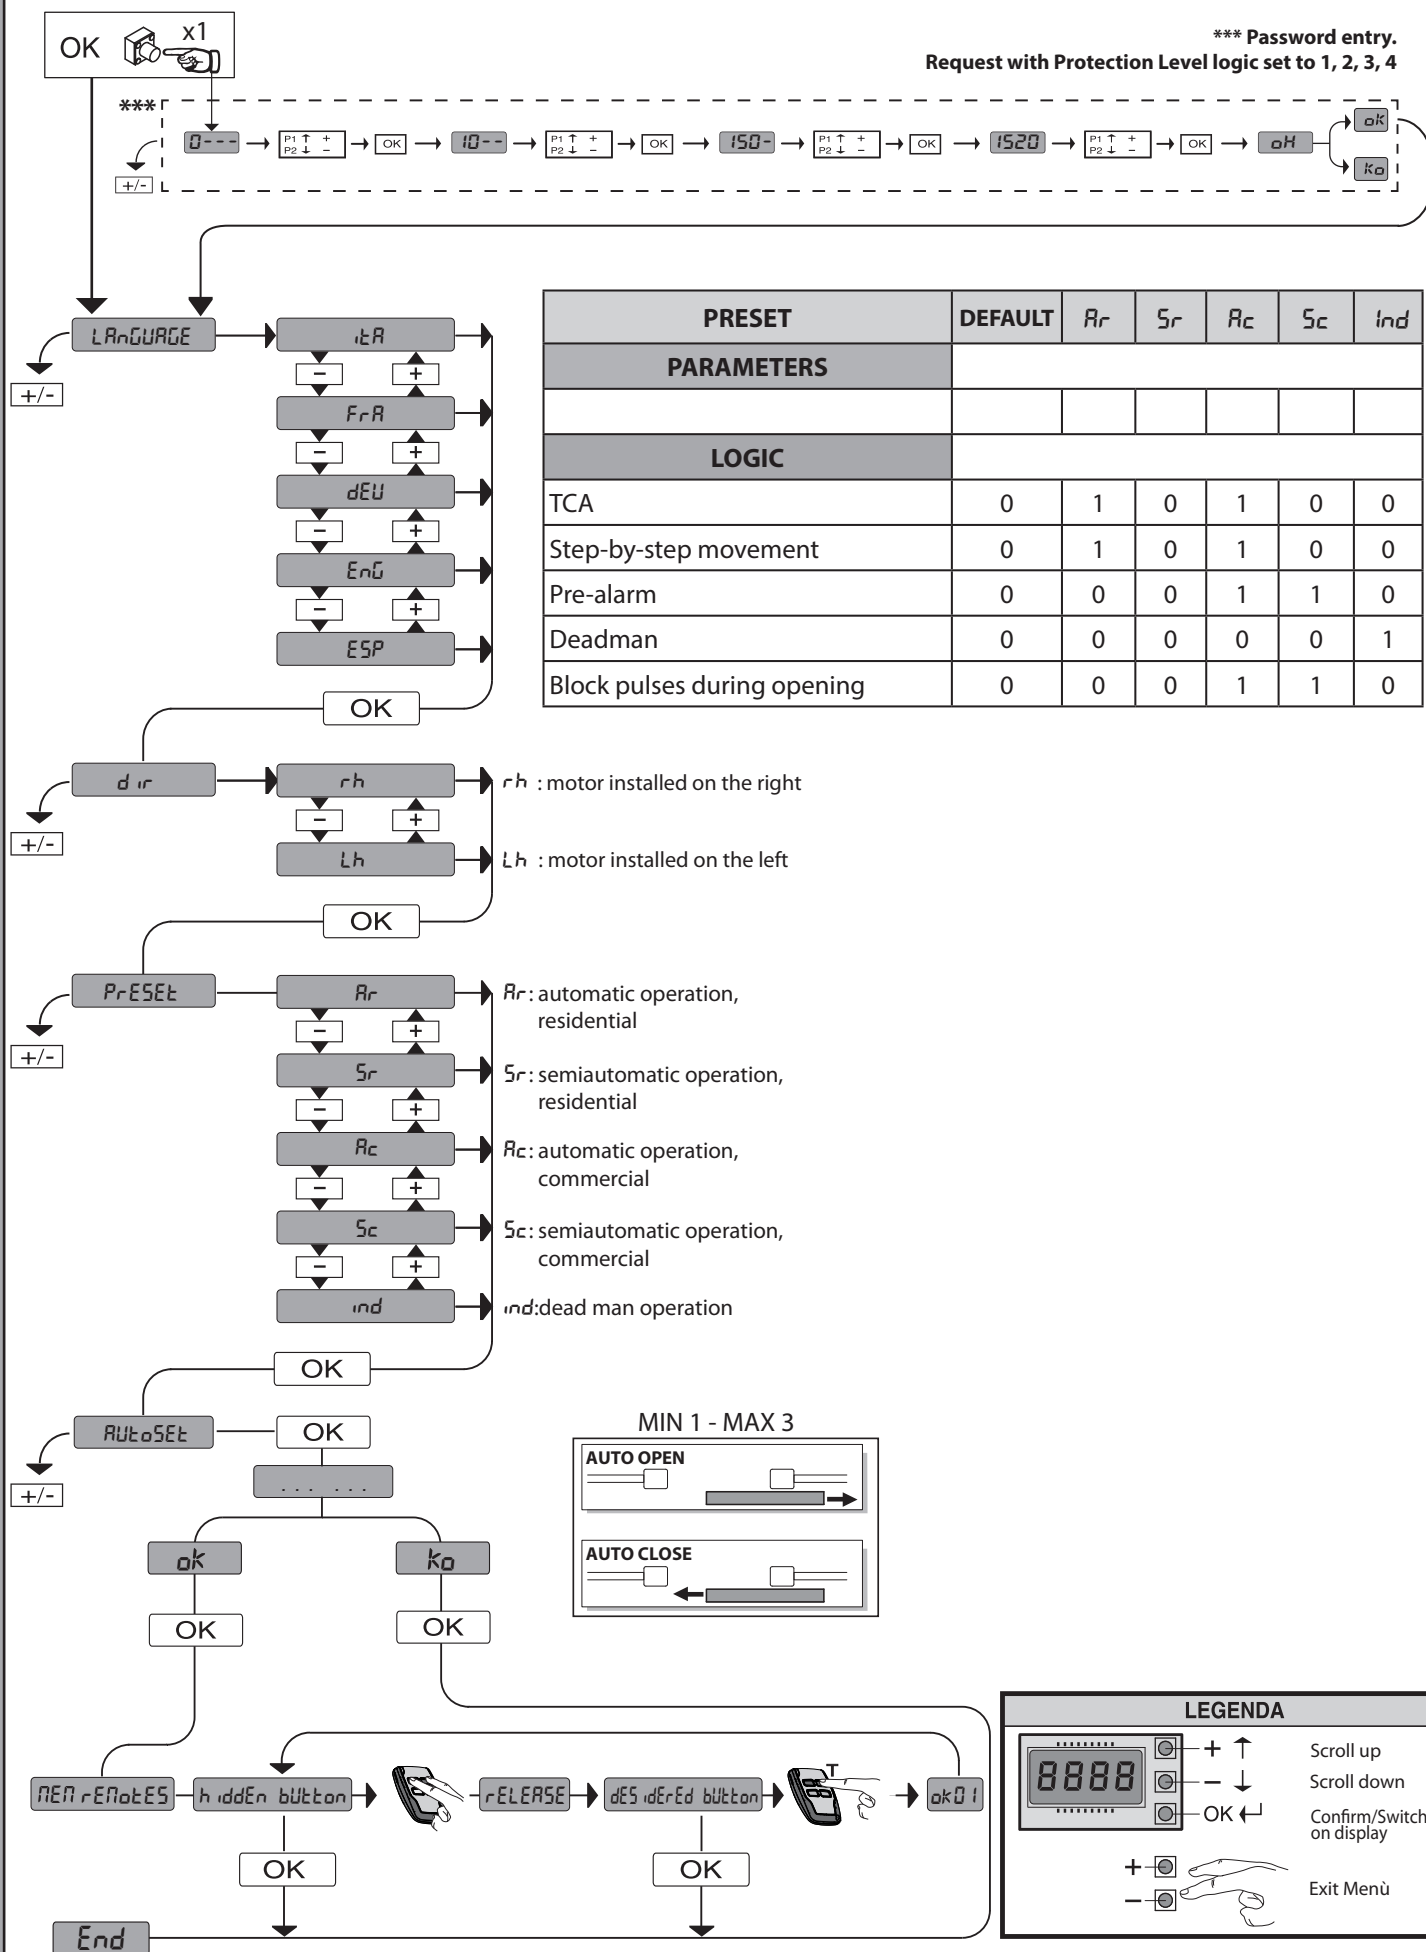 OK x1
*** Password entry.
Request with Protection Level logic set to 1, 2, 3, 4
***
0--- P1 ↑ + P2 ↓ − OK 10-- P1 ↑ + P2 ↓ − OK 150- P1 ↑ + P2 ↓ − OK 1520 P1 ↑ + P2 ↓ − OK oH ok
ko
+/-
LAnGUAGE itA
+/-
− +
FrA
− +
dEU
− +
EnG
− +
ESP
OK
PRESET DEFAULT Ar Sr Ac Sc Ind
PARAMETERS
LOGIC
TCA 0 1 0 1 0 0
Step-by-step movement 0 1 0 1 0 0
Pre-alarm 0 0 0 1 1 0
Deadman 0 0 0 0 0 1
Block pulses during opening 0 0 0 1 1 0
dir rh rh : motor installed on the right
+/-
− +
Lh Lh : motor installed on the left
OK
PrESEt Ar Ar: automatic operation,
residential
+/-
− +
Sr Sr: semiautomatic operation,
residential
− +
Ac Ac: automatic operation,
commercial
− +
Sc Sc: semiautomatic operation,
commercial
− +
ind ind:dead man operation
OK
AUtoSEt OK
+/-
... ...
ok ko
OK OK
MIN 1 - MAX 3
AUTO OPEN
AUTO CLOSE
MEM rEMotES hiddEn bUtton rELEASE dESidErEd bUtton T ok01
OK OK
End
LEGENDA
8888
+ ↑ Scroll up
− ↓ Scroll down
OK Confirm/Switch
on display
+
− Exit Menù